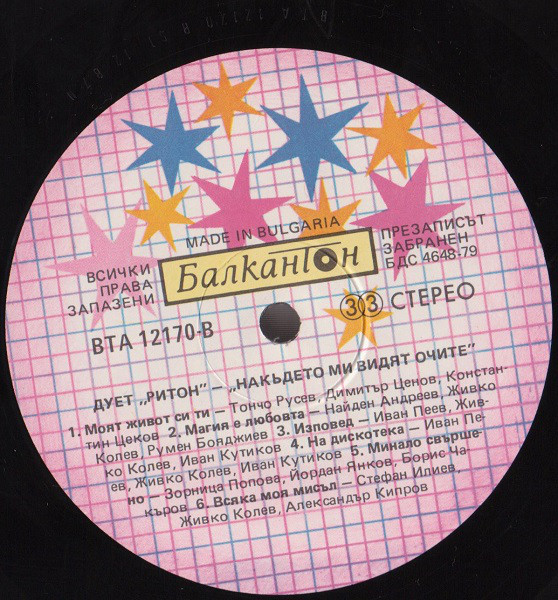 MADE IN BULGARIA
ВСИЧКИ
ПРАВА
ЗАПАЗЕНИ
Балкантон
ПРЕЗАПИСЪТ
ЗАБРАНЕН
БДС 4648-79
ВТА 12170-В
33 СТЕРЕО
ДУЕТ „РИТОН” — „НАКЪДЕТО МИ ВИДЯТ ОЧИТЕ”
1. Моят живот си ти — Тончо Русев, Димитър Ценов, Констан-
тин Цеков 2. Магия е любовта — Найден Андреев, Живко
Колев, Румен Бояджиев 3. Изповед — Иван Пеев, Жив-
ко Колев, Иван Кутиков 4. На дискотека — Иван Пе-
ев, Живко Колев, Иван Кутиков 5. Минало сварше-
но — Зорница Попова, Йордан Янков, Борис Ча-
къров 6. Всяка моя мисъл — Стефан Илиев,
Живко Колев, Александър Кипров